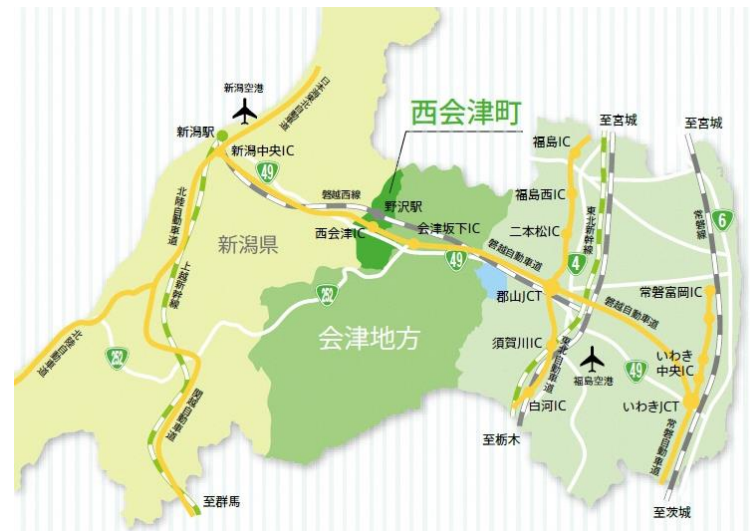 新潟空港
日本海東北自動車道
西会津町
至宮城
至宮城
新潟駅
新潟中央IC
福島IC
49
磐越西線
野沢駅
福島西IC
6
北陸自動車道
西会津IC
会津坂下IC
二本松IC
東北新幹線
常磐線
新潟県
49
磐越自動車道
4
上越新幹線
252
郡山JCT
磐越自動車道
常磐富岡IC
会津地方
須賀川IC
東北自動車道
福島空港
49
いわき
中央IC
北陸自動車道
252
関越自動車道
白河IC
いわきJCT
至栃木
常磐自動車道
至群馬
至茨城